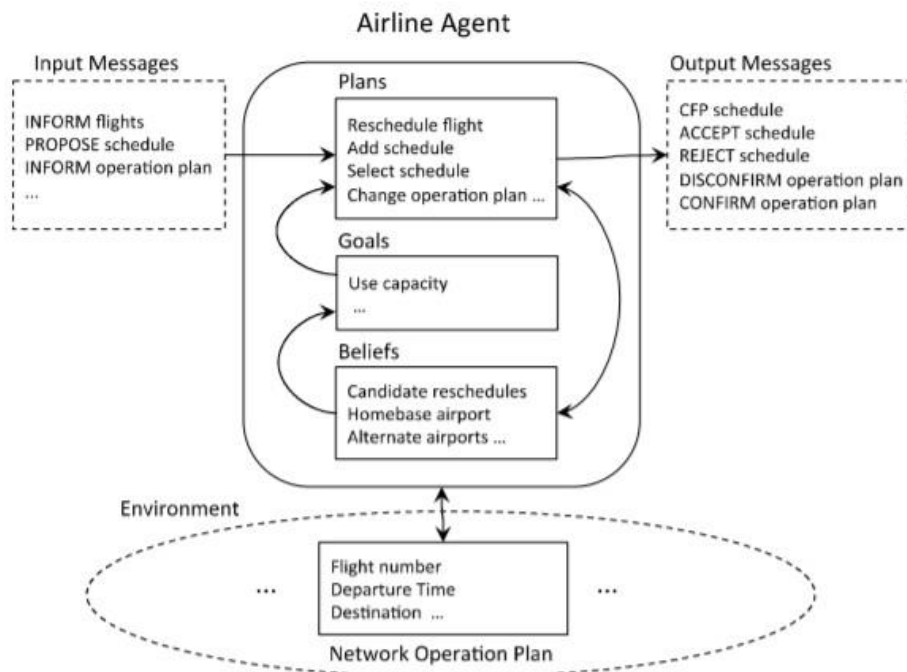 Airline Agent
Input Messages
INFORM flights
PROPOSE schedule
INFORM operation plan
...
Plans
Reschedule flight
Add schedule
Select schedule
Change operation plan ...
Goals
Use capacity
...
Beliefs
Candidate reschedules
Homebase airport
Alternate airports ...
Output Messages
CFP schedule
ACCEPT schedule
REJECT schedule
DISCONFIRM operation plan
CONFIRM operation plan
Environment
...
Flight number
Departure Time
Destination ...
...
Network Operation Plan